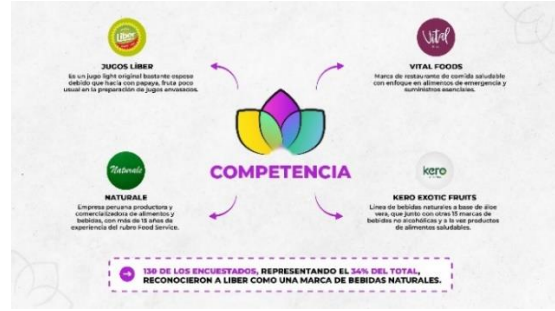 Líber
JUGOS LÍBER
Es un jugo light original bastante espeso
debido que hacía con papaya, fruta poco
usual en la preparación de jugos envasados.
Vital
VITAL FOODS
Marca de restaurante de comida saludable
con enfoque en alimentos de emergencia y
suministros esenciales.
COMPETENCIA
Naturale
NATURALE
Empresa peruana productora y
comercializadora de alimentos y
bebidas, con más de 18 años de
experiencia del rubro Food Service.
kero
KERO EXOTIC FRUITS
Línea de bebidas naturales a base de áloe
vera, que junto con otras 15 marcas de
bebidas no alcohólicas y a la vez productos
de alimentos saludables.
130 DE LOS ENCUESTADOS, REPRESENTANDO EL 34% DEL TOTAL,
RECONOCIERON A LIBER COMO UNA MARCA DE BEBIDAS NATURALES.